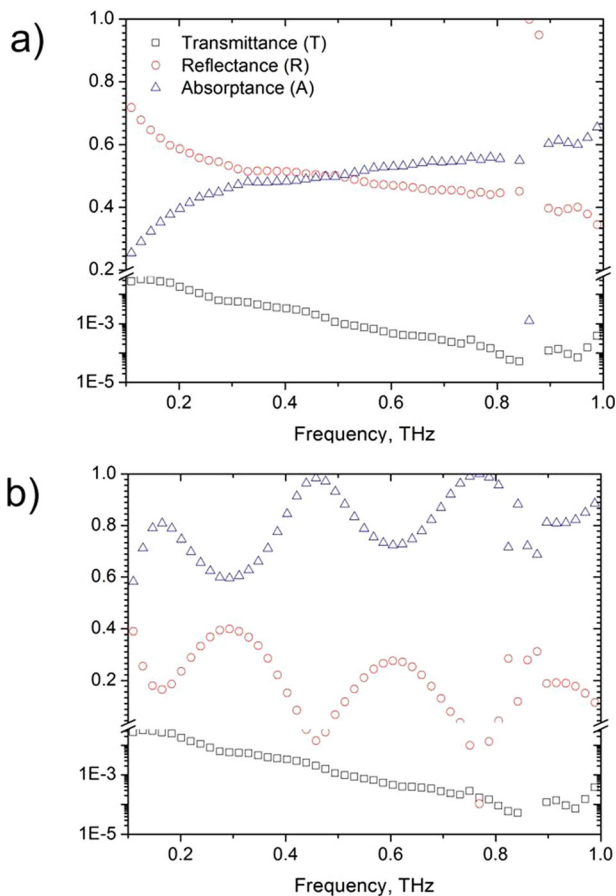 a)
1.0
Transmittance (T)
Reflectance (R)
Absorptance (A)
0.8
0.6
0.4
0.2
1E-3
1E-5
0.2 0.4 0.6 0.8 1.0
Frequency, THz
b)
1.0
0.8
0.6
0.4
0.2
1E-3
1E-5
0.2 0.4 0.6 0.8 1.0
Frequency, THz